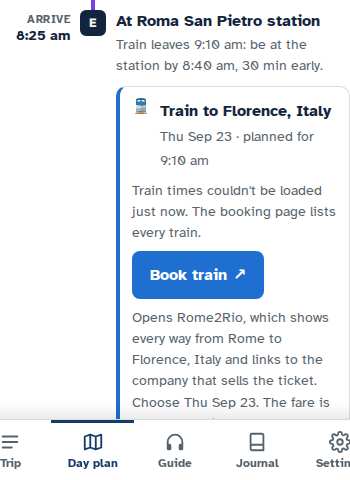 ARRIVE
8:25 am
E
At Roma San Pietro station
Train leaves 9:10 am: be at the
station by 8:40 am, 30 min early.
Train to Florence, Italy
Thu Sep 23 · planned for
9:10 am
Train times couldn't be loaded
just now. The booking page lists
every train.
Book train ↗
Opens Rome2Rio, which shows
every way from Rome to
Florence, Italy and links to the
company that sells the ticket.
Choose Thu Sep 23. The fare is
Trip
Day plan
Guide
Journal
Settin